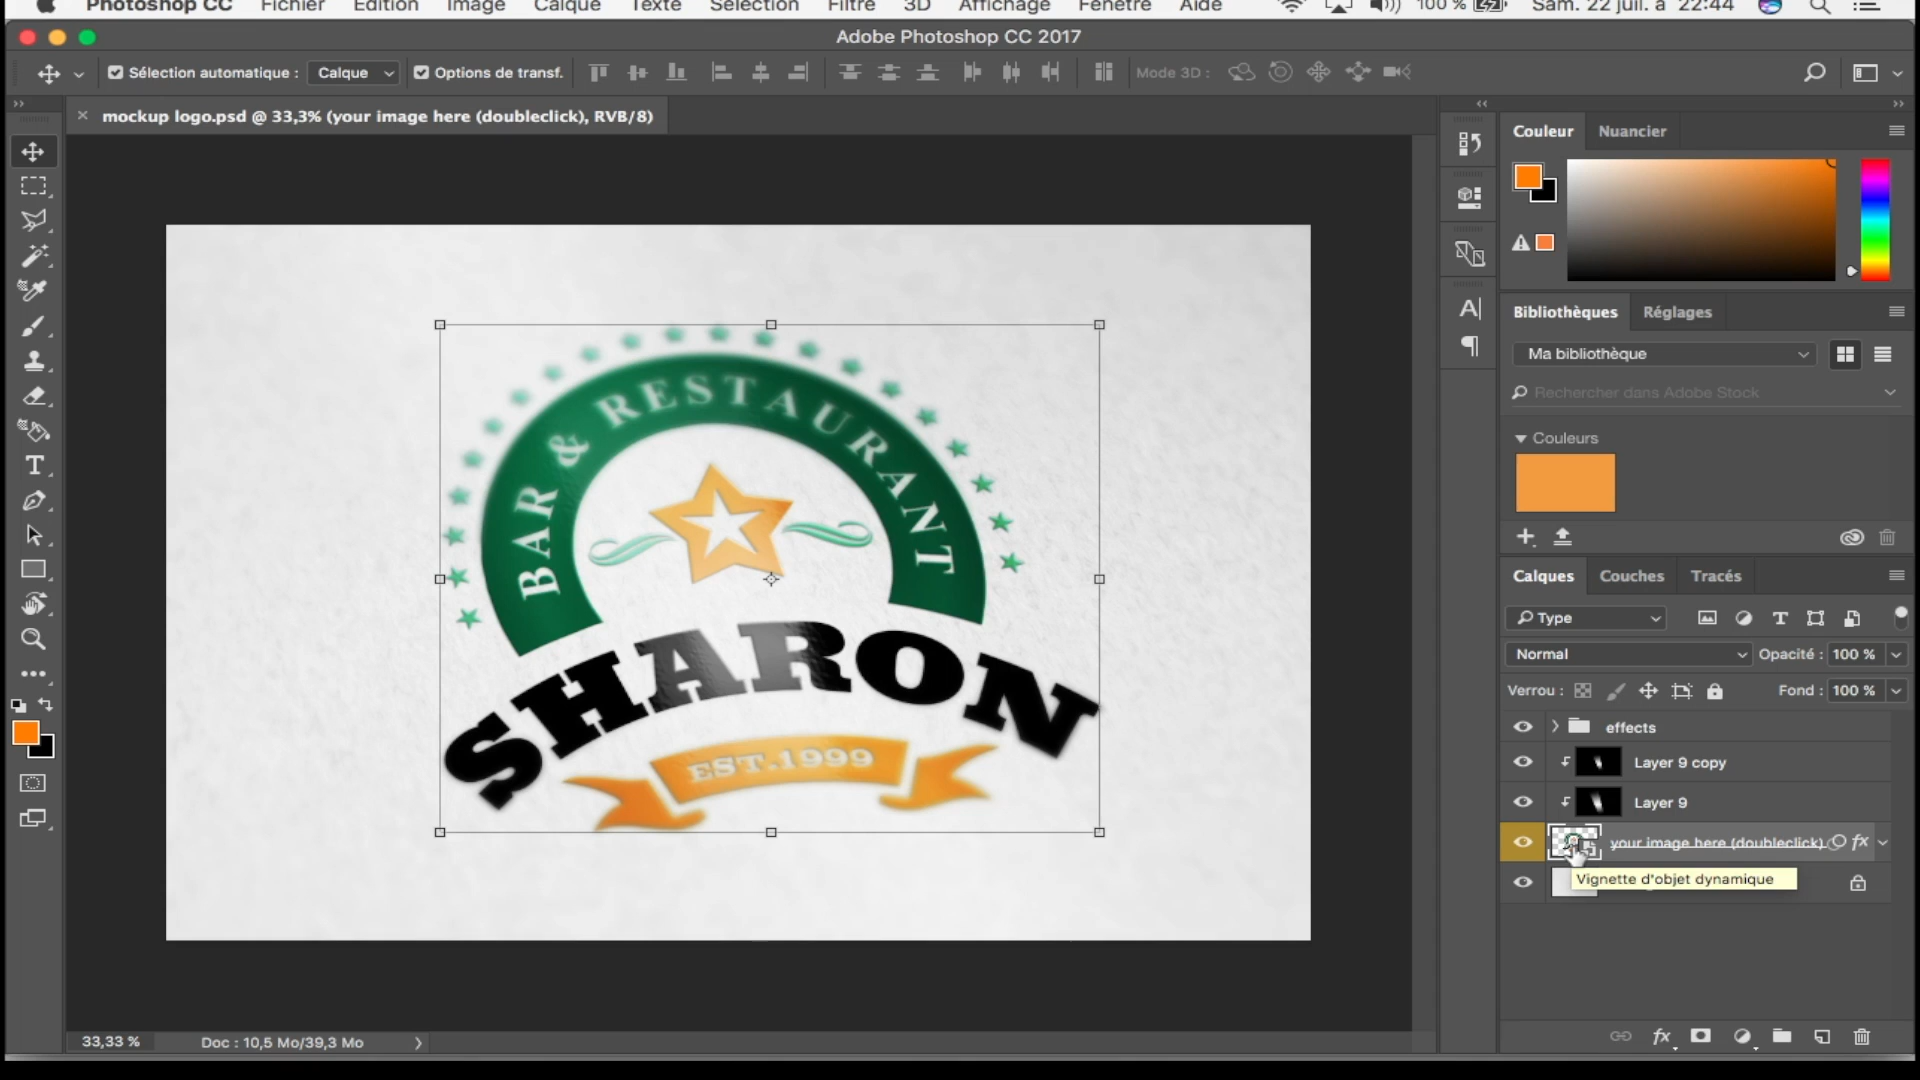 Photoshop CC Fichier Edition Image Calque Texte Sélection Filtre 3D Affichage Fenêtre Aide 100 % Sam. 22 juil. à 22:44
Adobe Photoshop CC 2017
Sélection automatique : Calque Options de transf. Mode 3D :
mockup logo.psd @ 33,3% (your image here (doubleclick), RVB/8)
Couleur Nuancier
Bibliothèques Réglages
Ma bibliothèque
Rechercher dans Adobe Stock
Couleurs
Calques Couches Tracés
Type
Normal Opacité : 100 %
Verrou : Fond : 100 %
effects
Layer 9 copy
Layer 9
your image here (doubleclick) fx
Vignette d'objet dynamique
BAR & RESTAURANT
SHARON
EST.1999
33,33 % Doc : 10,5 Mo/39,3 Mo
fx